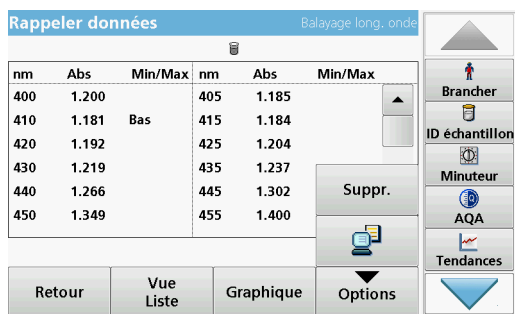 Rappeler données Balayage long. onde
nm Abs Min/Max nm Abs Min/Max
400 1.200 405 1.185
410 1.181 Bas 415 1.184
420 1.192 425 1.204
430 1.219 435 1.237
440 1.266 445 1.302
450 1.349 455 1.400
Suppr.
Retour
Vue
Liste
Graphique
Options
Brancher
ID échantillon
Minuteur
AQA
Tendances